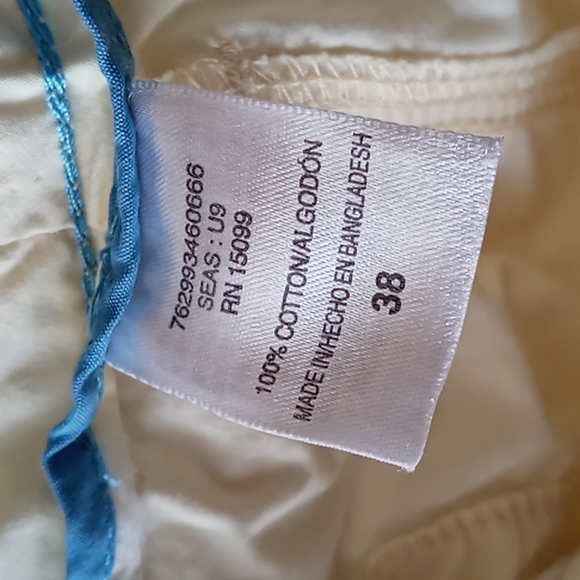 762993460666
SEAS : U9
RN 15099
100% COTTON/ALGODÓN
MADE IN/HECHO EN BANGLADESH
38